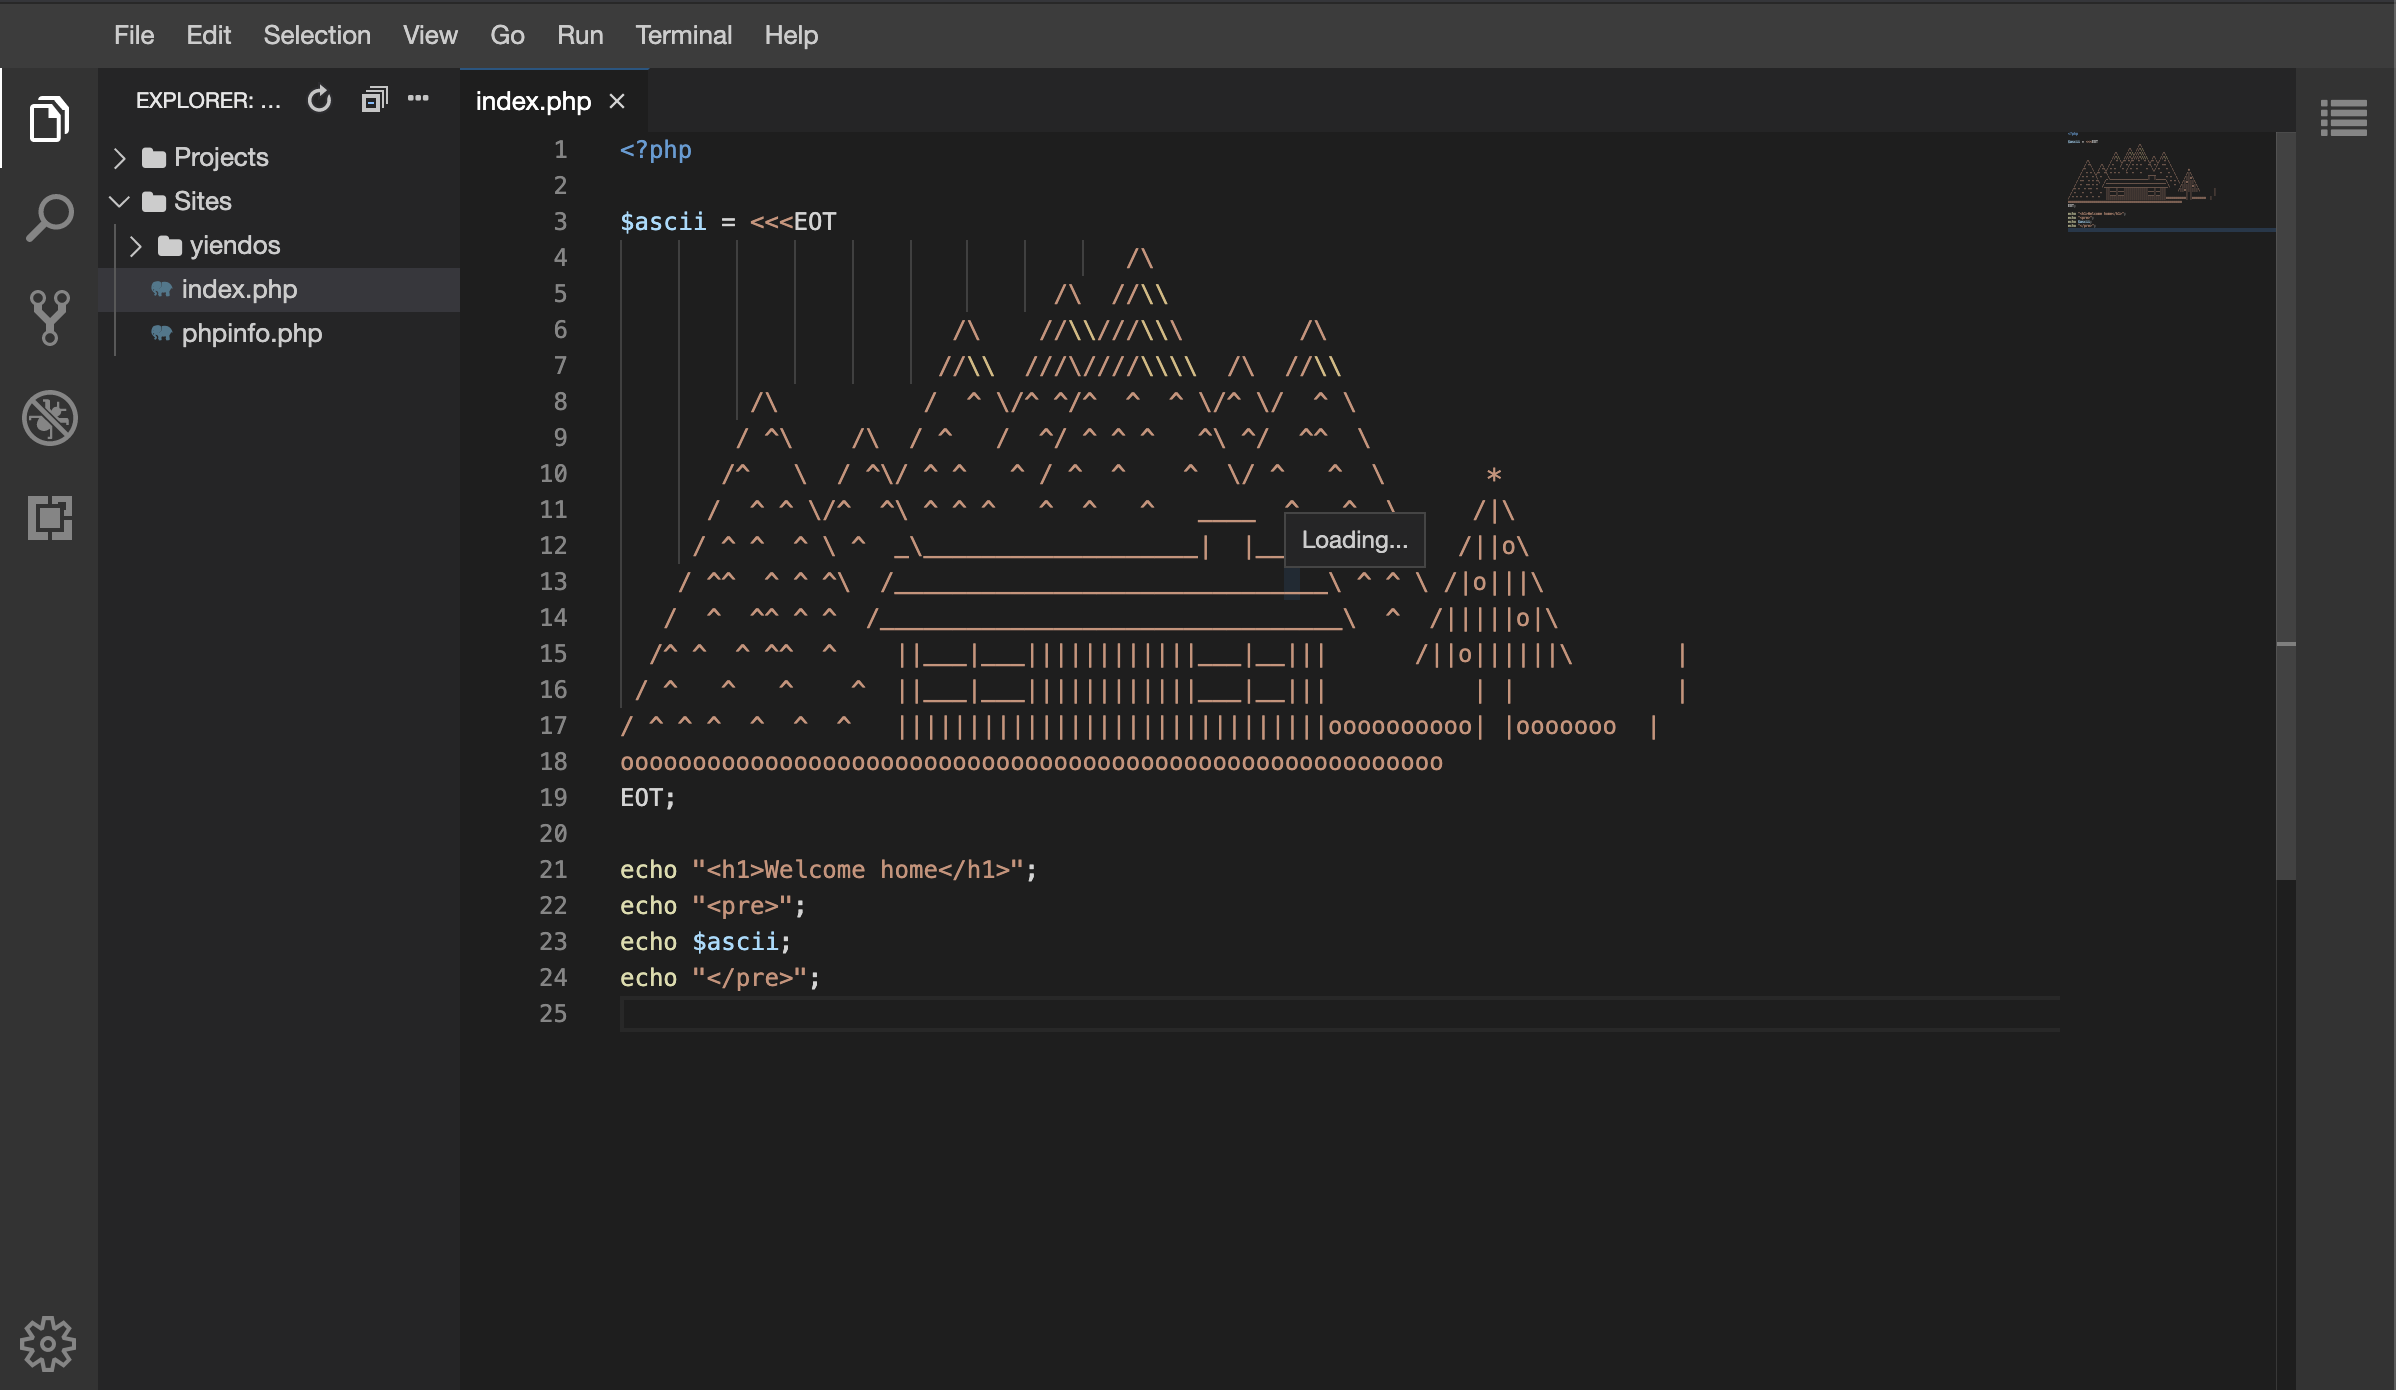 File Edit Selection View Go Run Terminal Help
EXPLORER: ...
Projects
Sites
yiendos
index.php
phpinfo.php
index.php
1 <?php
2
3 $ascii = <<<EOT
4                                    /\
5                               /\  //\\
6                        /\    //\\///\\\        /\
7                       //\\  ///\////\\\\  /\  //\\
8          /\          /  ^ \/^ ^/^  ^  ^ \/^ \/  ^ \
9         / ^\    /\  / ^   /  ^/ ^ ^ ^   ^\ ^/  ^^  \
10        /^   \  / ^\/ ^ ^   ^ / ^  ^    ^  \/ ^   ^  \       *
11       /  ^ ^ \/^  ^\ ^ ^ ^   ^  ^   ^   ____  ^   ^  \     /|\
12      / ^ ^  ^ \ ^  _\___________________|  |__     /||o\
13     / ^^  ^ ^ ^\  /______________________________\ ^ ^ \ /|o|||\
14    /  ^  ^^ ^ ^  /________________________________\  ^  /|||||o|\
15   /^ ^  ^ ^^  ^    ||___|___||||||||||||___|__|||      /||o||||||\       |
16  / ^   ^   ^    ^  ||___|___||||||||||||___|__|||          | |           |
17 / ^ ^ ^  ^  ^  ^   ||||||||||||||||||||||||||||||oooooooooo| |ooooooo  |
18 ooooooooooooooooooooooooooooooooooooooooooooooooooooooooo
19 EOT;
20
21 echo "<h1>Welcome home</h1>";
22 echo "<pre>";
23 echo $ascii;
24 echo "</pre>";
25
Loading...